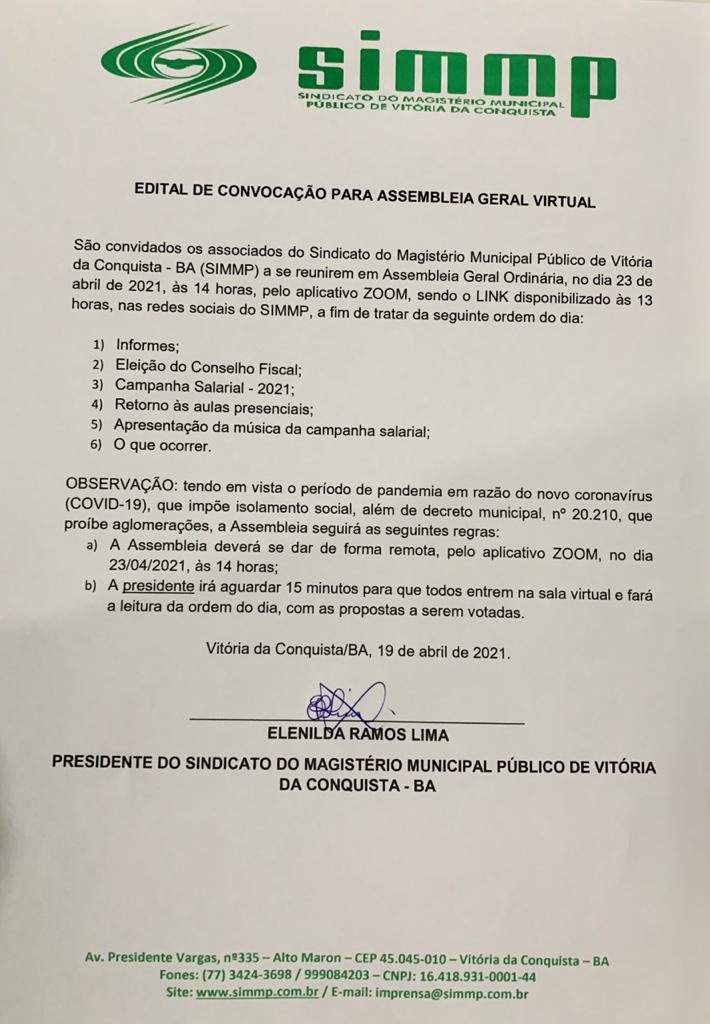 simmp
SINDICATO DO MAGISTÉRIO MUNICIPAL
PÚBLICO DE VITÓRIA DA CONQUISTA
EDITAL DE CONVOCAÇÃO PARA ASSEMBLEIA GERAL VIRTUAL
São convidados os associados do Sindicato do Magistério Municipal Público de Vitória
da Conquista - BA (SIMMP) a se reunirem em Assembleia Geral Ordinária, no dia 23 de
abril de 2021, às 14 horas, pelo aplicativo ZOOM, sendo o LINK disponibilizado às 13
horas, nas redes sociais do SIMMP, a fim de tratar da seguinte ordem do dia:
1) Informes;
2) Eleição do Conselho Fiscal;
3) Campanha Salarial - 2021;
4) Retorno às aulas presenciais;
5) Apresentação da música da campanha salarial;
6) O que ocorrer.
OBSERVAÇÃO: tendo em vista o período de pandemia em razão do novo coronavírus
(COVID-19), que impõe isolamento social, além de decreto municipal, nº 20.210, que
proíbe aglomerações, a Assembleia seguirá as seguintes regras:
a) A Assembleia deverá se dar de forma remota, pelo aplicativo ZOOM, no dia
23/04/2021, às 14 horas;
b) A presidente irá aguardar 15 minutos para que todos entrem na sala virtual e fará
a leitura da ordem do dia, com as propostas a serem votadas.
Vitória da Conquista/BA, 19 de abril de 2021.
ELENILDA RAMOS LIMA
PRESIDENTE DO SINDICATO DO MAGISTÉRIO MUNICIPAL PÚBLICO DE VITÓRIA
DA CONQUISTA - BA
Av. Presidente Vargas, nº335 – Alto Maron – CEP 45.045-010 – Vitória da Conquista – BA
Fones: (77) 3424-3698 / 999084203 – CNPJ: 16.418.931-0001-44
Site: www.simmp.com.br / E-mail: imprensa@simmp.com.br